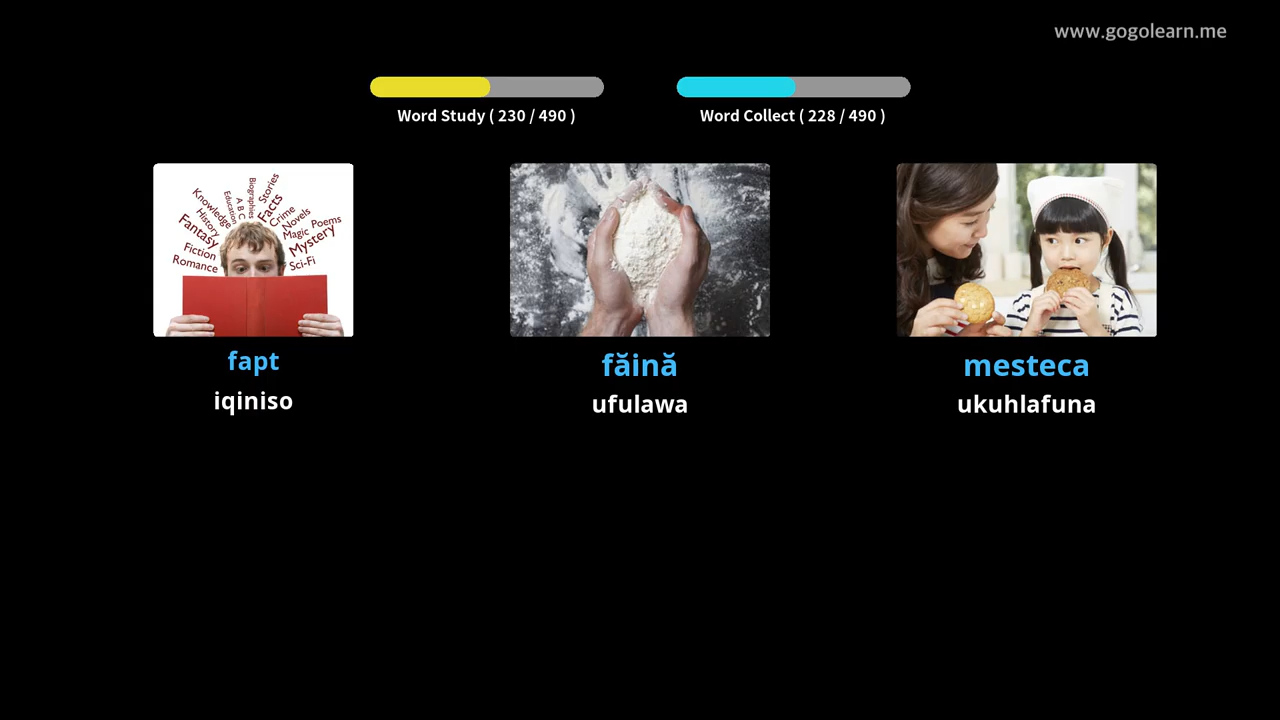 www.gogolearn.me
Word Study ( 230 / 490 )
Word Collect ( 228 / 490 )
Stories
Biographies
Facts
Knowledge
Education
A B C
Crime
Novels
History
Magic
Poems
Fantasy
Mystery
Fiction
Romance
Sci-Fi
fapt
iqiniso
făină
ufulawa
mesteca
ukuhlafuna